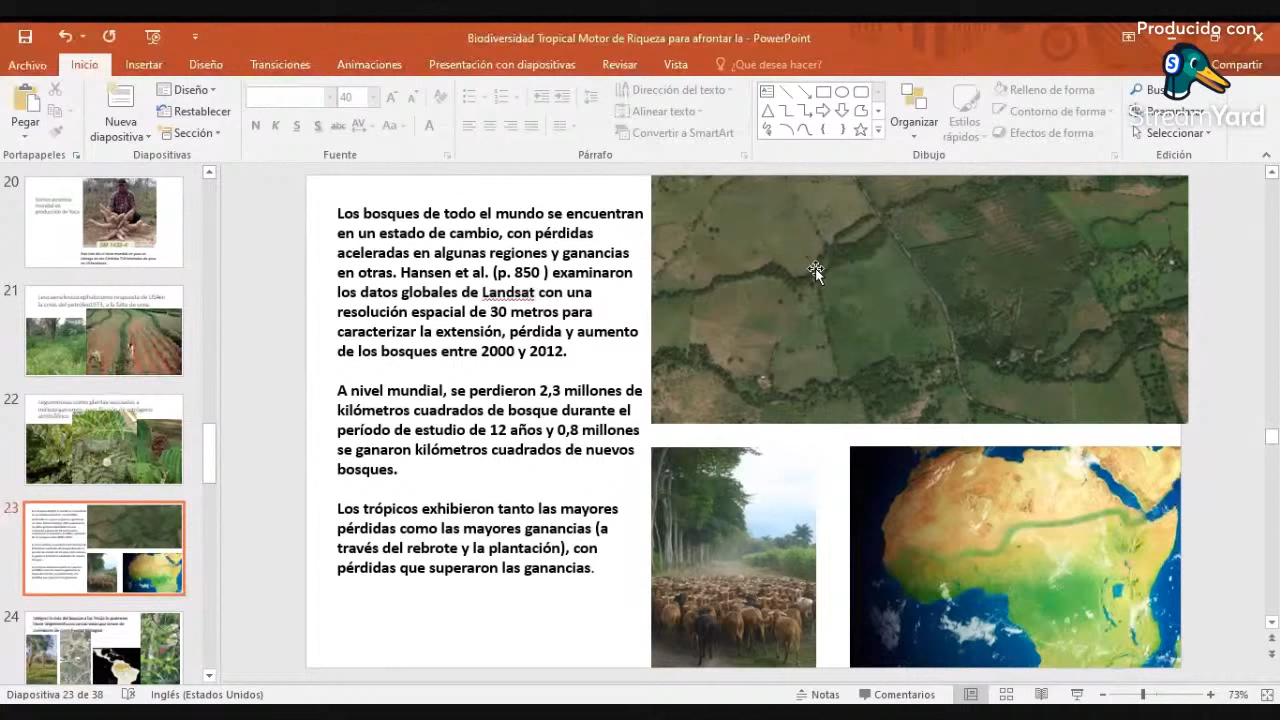 Producido con
StreamYard
Biodiversidad Tropical Motor de Riqueza para afrontar la - PowerPoint
Archivo Inicio Insertar Diseño Transiciones Animaciones Presentación con diapositivas Revisar Vista ¿Qué desea hacer? Compartir
Pegar
Portapapeles
Nueva diapositiva
Diseño
Restablecer
Sección
Diapositivas
40
N K S S abc Aa A
Fuente
Dirección del texto
Alinear texto
Convertir a SmartArt
Párrafo
Organizar
Estilos rápidos
Relleno de forma
Contorno de forma
Efectos de forma
Dibujo
Reemplazar
Seleccionar
Edición
20
21
22
23
24
Los bosques de todo el mundo se encuentran
en un estado de cambio, con pérdidas
aceleradas en algunas regiones y ganancias
en otras. Hansen et al. (p. 850 ) examinaron
los datos globales de Landsat con una
resolución espacial de 30 metros para
caracterizar la extensión, pérdida y aumento
de los bosques entre 2000 y 2012.
A nivel mundial, se perdieron 2,3 millones de
kilómetros cuadrados de bosque durante el
período de estudio de 12 años y 0,8 millones
se ganaron kilómetros cuadrados de nuevos
bosques.
Los trópicos exhibieron tanto las mayores
pérdidas como las mayores ganancias (a
través del rebrote y la plantación), con
pérdidas que superaron las ganancias.
Diapositiva 23 de 38 Inglés (Estados Unidos) Notas Comentarios 73%